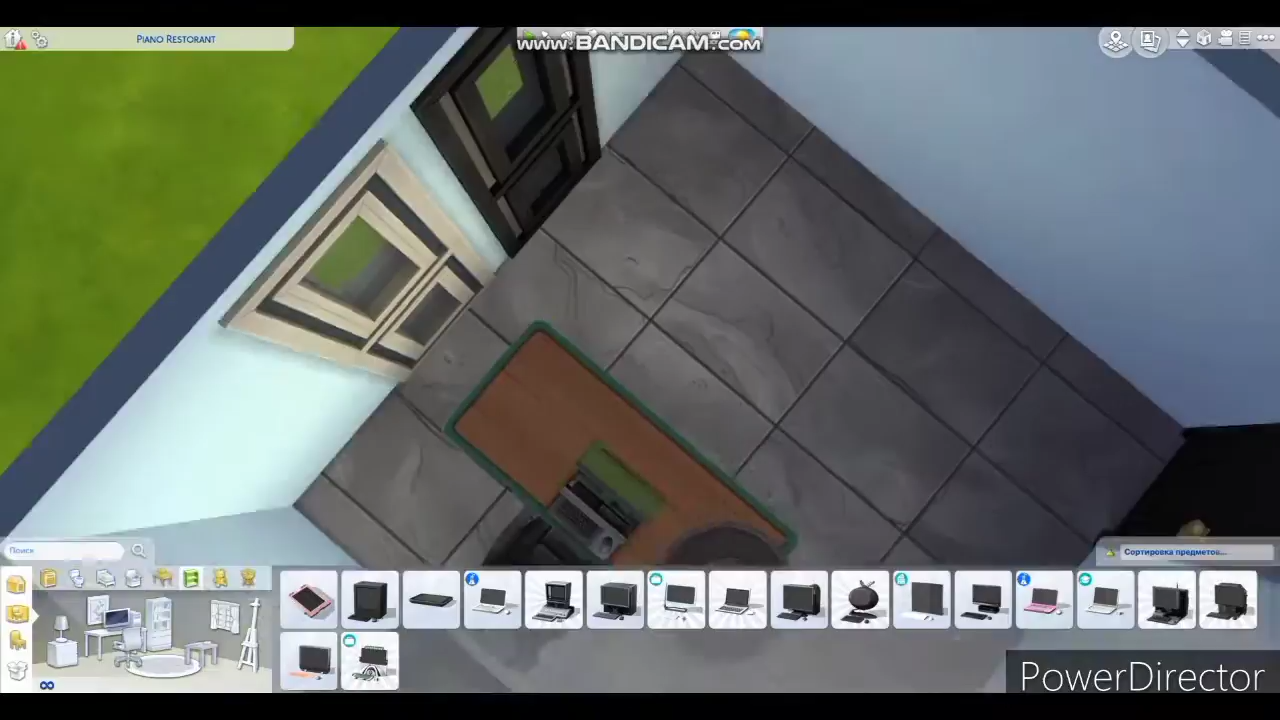 PIANO RESTORANT
www.BANDICAM.com
Поиск
Сортировка предметов...
PowerDirector